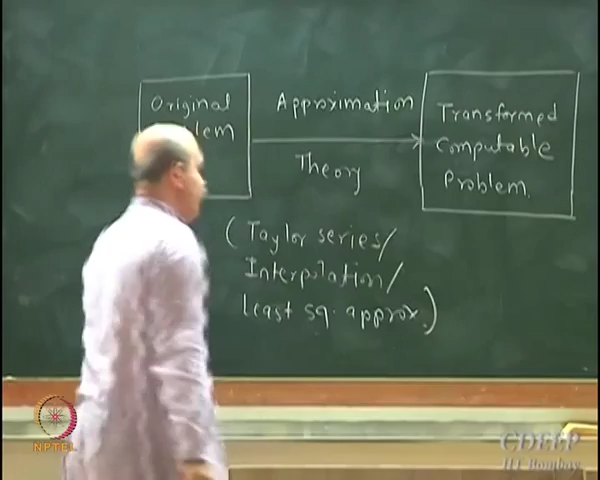 Original
Approximation
Theory
Transformed
Computable
Problem.
(Taylor series/
Interpolation/
least sq. approx.)
NPTEL
CDEEP
IIT Bombay